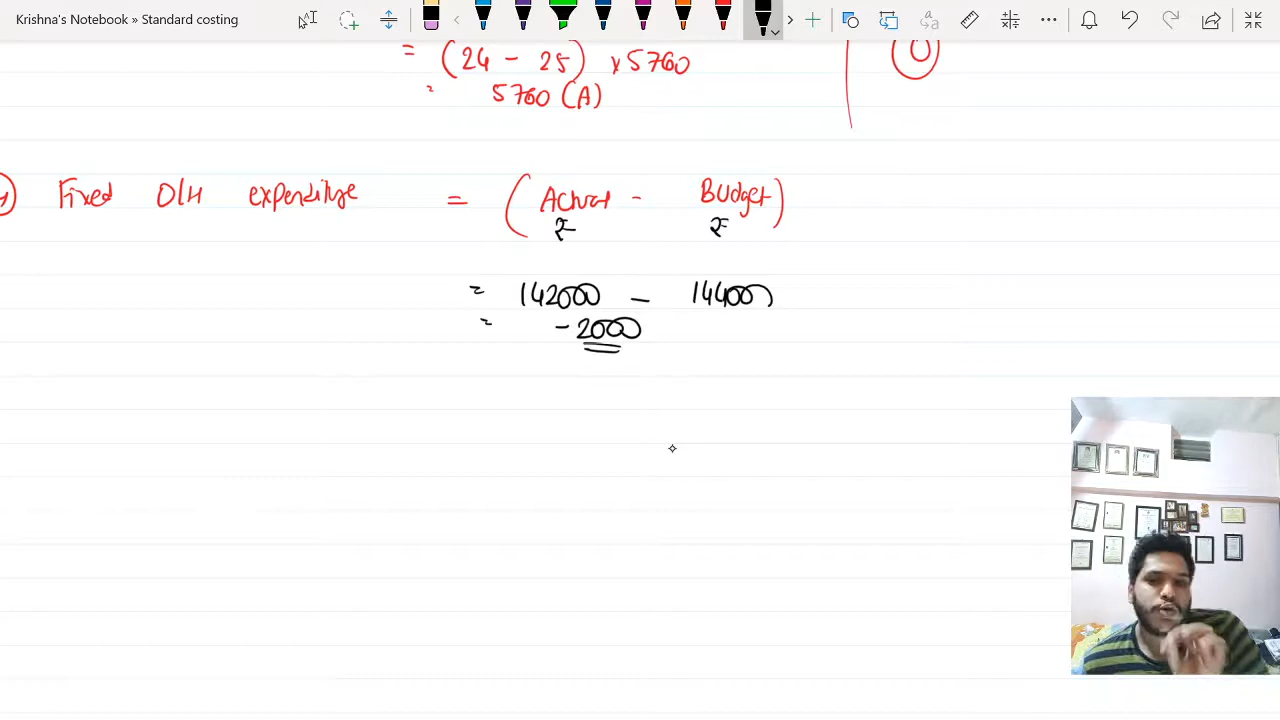 Krishna's Notebook » Standard costing
= (24 - 25) x 5760
= 5760 (A)
Fixed O/H expenditure = (Actual - Budget)
₹ ₹
= 142000 - 144000
= -2000